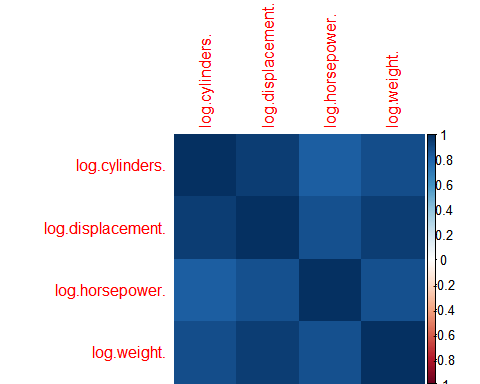 log.cylinders.
log.displacement.
log.horsepower.
log.weight.
log.cylinders.
log.displacement.
log.horsepower.
log.weight.
1
0.8
0.6
0.4
0.2
0
-0.2
-0.4
-0.6
-0.8
-1